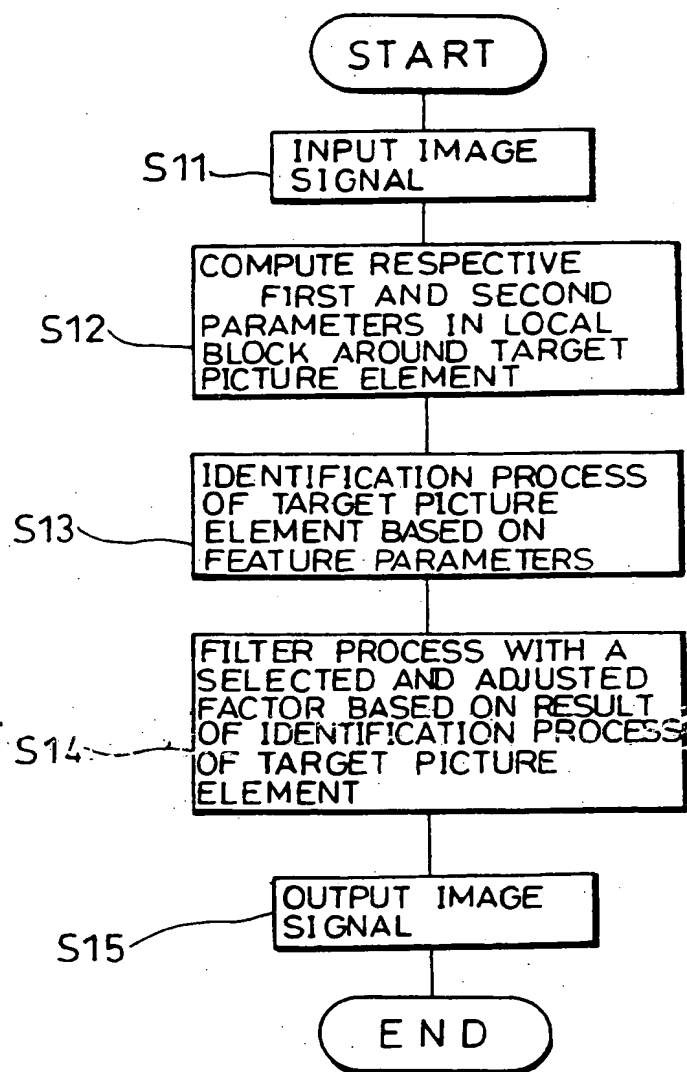 START
S11
INPUT IMAGE
SIGNAL
S12
COMPUTE RESPECTIVE
FIRST AND SECOND
PARAMETERS IN LOCAL
BLOCK AROUND TARGET
PICTURE ELEMENT
S13
IDENTIFICATION PROCESS
OF TARGET PICTURE
ELEMENT BASED ON
FEATURE PARAMETERS
S14
FILTER PROCESS WITH A
SELECTED AND ADJUSTED
FACTOR BASED ON RESULT
OF IDENTIFICATION PROCESS
OF TARGET PICTURE
ELEMENT
S15
OUTPUT IMAGE
SIGNAL
END